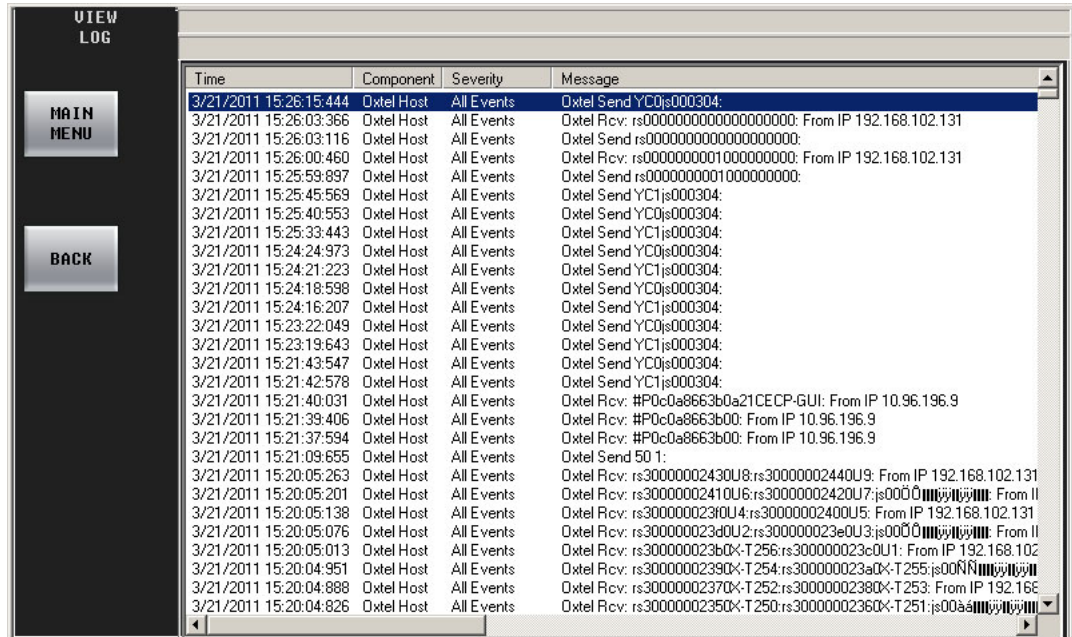 VIEW
LOG
MAIN
MENU
BACK
Time Component Severity Message
3/21/2011 15:26:15:444 Oxtel Host All Events Oxtel Send YC0js000304:
3/21/2011 15:26:03:366 Oxtel Host All Events Oxtel Rcv: rs0000000000000000000: From IP 192.168.102.131
3/21/2011 15:26:03:116 Oxtel Host All Events Oxtel Send rs0000000000000000000:
3/21/2011 15:26:00:460 Oxtel Host All Events Oxtel Rcv: rs0000000001000000000: From IP 192.168.102.131
3/21/2011 15:25:59:897 Oxtel Host All Events Oxtel Send rs0000000001000000000:
3/21/2011 15:25:45:569 Oxtel Host All Events Oxtel Send YC1js000304:
3/21/2011 15:25:40:553 Oxtel Host All Events Oxtel Send YC0js000304:
3/21/2011 15:25:33:443 Oxtel Host All Events Oxtel Send YC1js000304:
3/21/2011 15:24:24:973 Oxtel Host All Events Oxtel Send YC0js000304:
3/21/2011 15:24:21:223 Oxtel Host All Events Oxtel Send YC1js000304:
3/21/2011 15:24:18:598 Oxtel Host All Events Oxtel Send YC0js000304:
3/21/2011 15:24:16:207 Oxtel Host All Events Oxtel Send YC1js000304:
3/21/2011 15:23:22:049 Oxtel Host All Events Oxtel Send YC0js000304:
3/21/2011 15:23:19:643 Oxtel Host All Events Oxtel Send YC1js000304:
3/21/2011 15:21:43:547 Oxtel Host All Events Oxtel Send YC0js000304:
3/21/2011 15:21:42:578 Oxtel Host All Events Oxtel Send YC1js000304:
3/21/2011 15:21:40:031 Oxtel Host All Events Oxtel Rcv: #P0c0a8663b0a21CECP-GUI: From IP 10.96.196.9
3/21/2011 15:21:39:406 Oxtel Host All Events Oxtel Rcv: #P0c0a8663b00: From IP 10.96.196.9
3/21/2011 15:21:37:594 Oxtel Host All Events Oxtel Rcv: #P0c0a8663b00: From IP 10.96.196.9
3/21/2011 15:21:09:655 Oxtel Host All Events Oxtel Send 50 1:
3/21/2011 15:20:05:263 Oxtel Host All Events Oxtel Rcv: rs30000002430U8:rs30000002440U9: From IP 192.168.102.131
3/21/2011 15:20:05:201 Oxtel Host All Events Oxtel Rcv: rs30000002410U6:rs30000002420U7: From
3/21/2011 15:20:05:138 Oxtel Host All Events Oxtel Rcv: rs300000023f0U4:rs30000002400U5: From IP 192.168.102.131
3/21/2011 15:20:05:076 Oxtel Host All Events Oxtel Rcv: rs300000023d0U2:rs300000023e0U3: From
3/21/2011 15:20:05:013 Oxtel Host All Events Oxtel Rcv: rs300000023b0X-T256:rs300000023c0U1: From IP 192.168.102
3/21/2011 15:20:04:951 Oxtel Host All Events Oxtel Rcv: rs30000002390X-T254:rs300000023a0X-T255:
3/21/2011 15:20:04:888 Oxtel Host All Events Oxtel Rcv: rs30000002370X-T252:rs30000002380X-T253: From IP 192.168
3/21/2011 15:20:04:826 Oxtel Host All Events Oxtel Rcv: rs30000002350X-T250:rs30000002360X-T251: